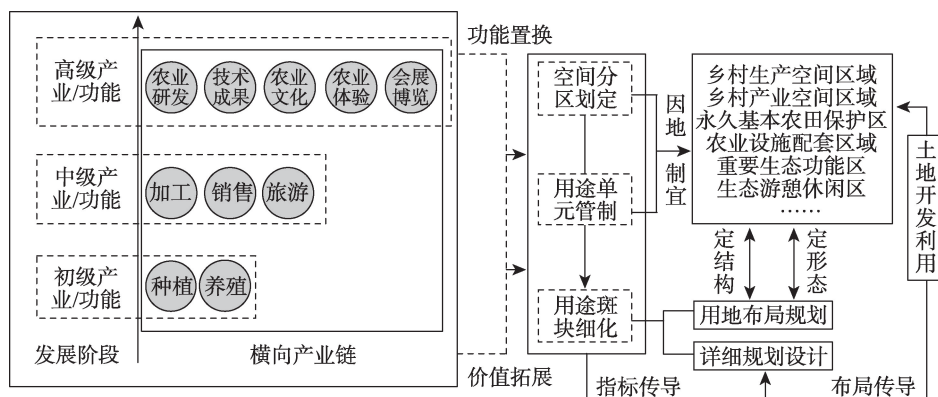 高级产
业/功能
农业
研发
技术
成果
农业
文化
农业
体验
会展
博览
中级产
业/功能
加工
销售
旅游
初级产
业/功能
种植
养殖
发展阶段
横向产业链
功能置换
价值拓展
空间分
区划定
用途单
元管制
用途斑
块细化
因地
制宜
乡村生产空间区域
乡村产业空间区域
永久基本农田保护区
农业设施配套区域
重要生态功能区
生态游憩休闲区
……
定结构
定形态
用地布局规划
详细规划设计
土地开发利用
指标传导
布局传导